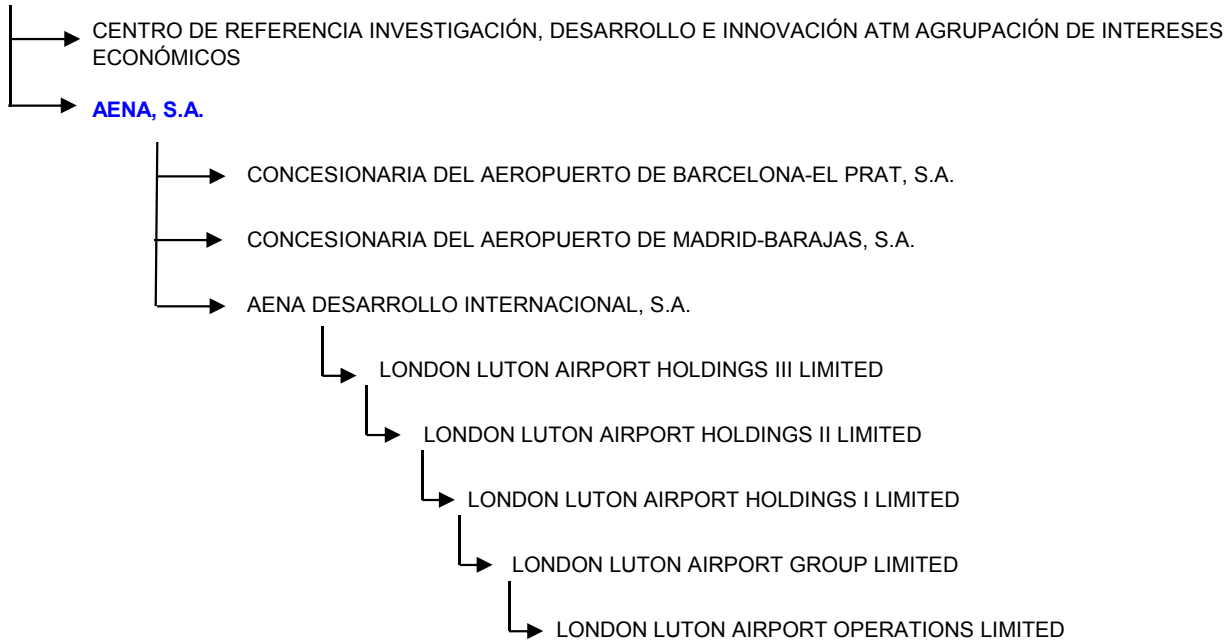 CENTRO DE REFERENCIA INVESTIGACIÓN, DESARROLLO E INNOVACIÓN ATM AGRUPACIÓN DE INTERESES
ECONÓMICOS
AENA, S.A.
CONCESIONARIA DEL AEROPUERTO DE BARCELONA-EL PRAT, S.A.
CONCESIONARIA DEL AEROPUERTO DE MADRID-BARAJAS, S.A.
AENA DESARROLLO INTERNACIONAL, S.A.
LONDON LUTON AIRPORT HOLDINGS III LIMITED
LONDON LUTON AIRPORT HOLDINGS II LIMITED
LONDON LUTON AIRPORT HOLDINGS I LIMITED
LONDON LUTON AIRPORT GROUP LIMITED
LONDON LUTON AIRPORT OPERATIONS LIMITED